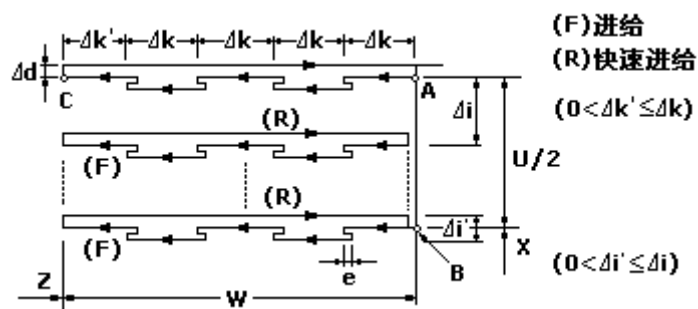 Δk' Δk Δk Δk Δk
(F)进给
(R)快速进给
(0<Δk'≤Δk)
Δd
C
A
Δi
(R)
(F)
U/2
(R)
(F)
Δi'
X
B
e
(0<Δi'≤Δi)
Z
W